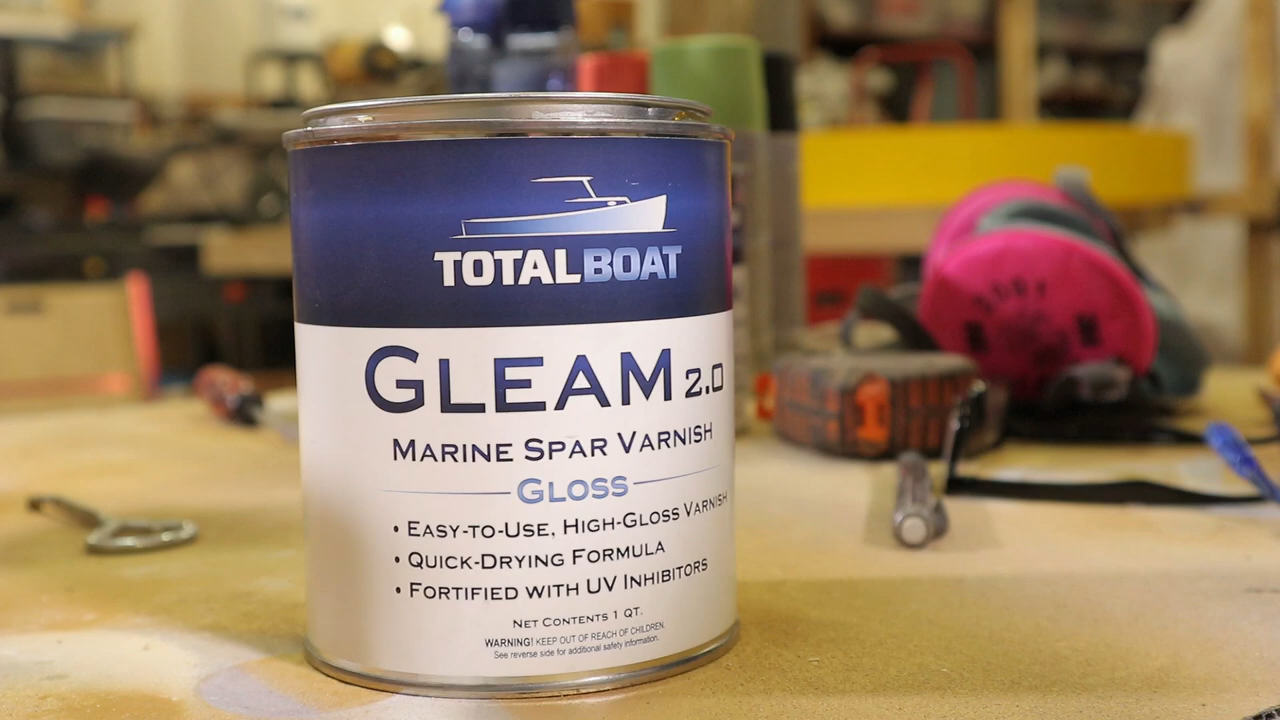 TOTALBOAT
GLEAM 2.0
MARINE SPAR VARNISH
GLOSS
• EASY-TO-USE, HIGH-GLOSS VARNISH
• QUICK-DRYING FORMULA
• FORTIFIED WITH UV INHIBITORS
NET CONTENTS 1 QT.
WARNING! KEEP OUT OF REACH OF CHILDREN.
See reverse side for additional safety information.